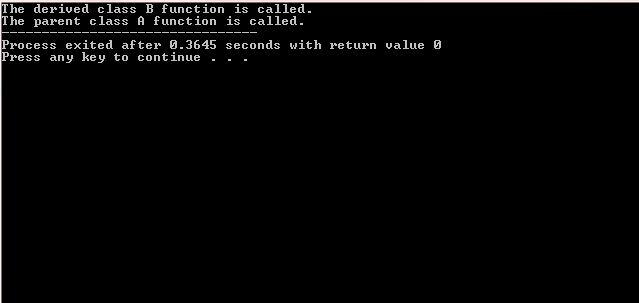 The derived class B function is called.
The parent class A function is called.
--------------------------------
Process exited after 0.3645 seconds with return value 0
Press any key to continue . . .